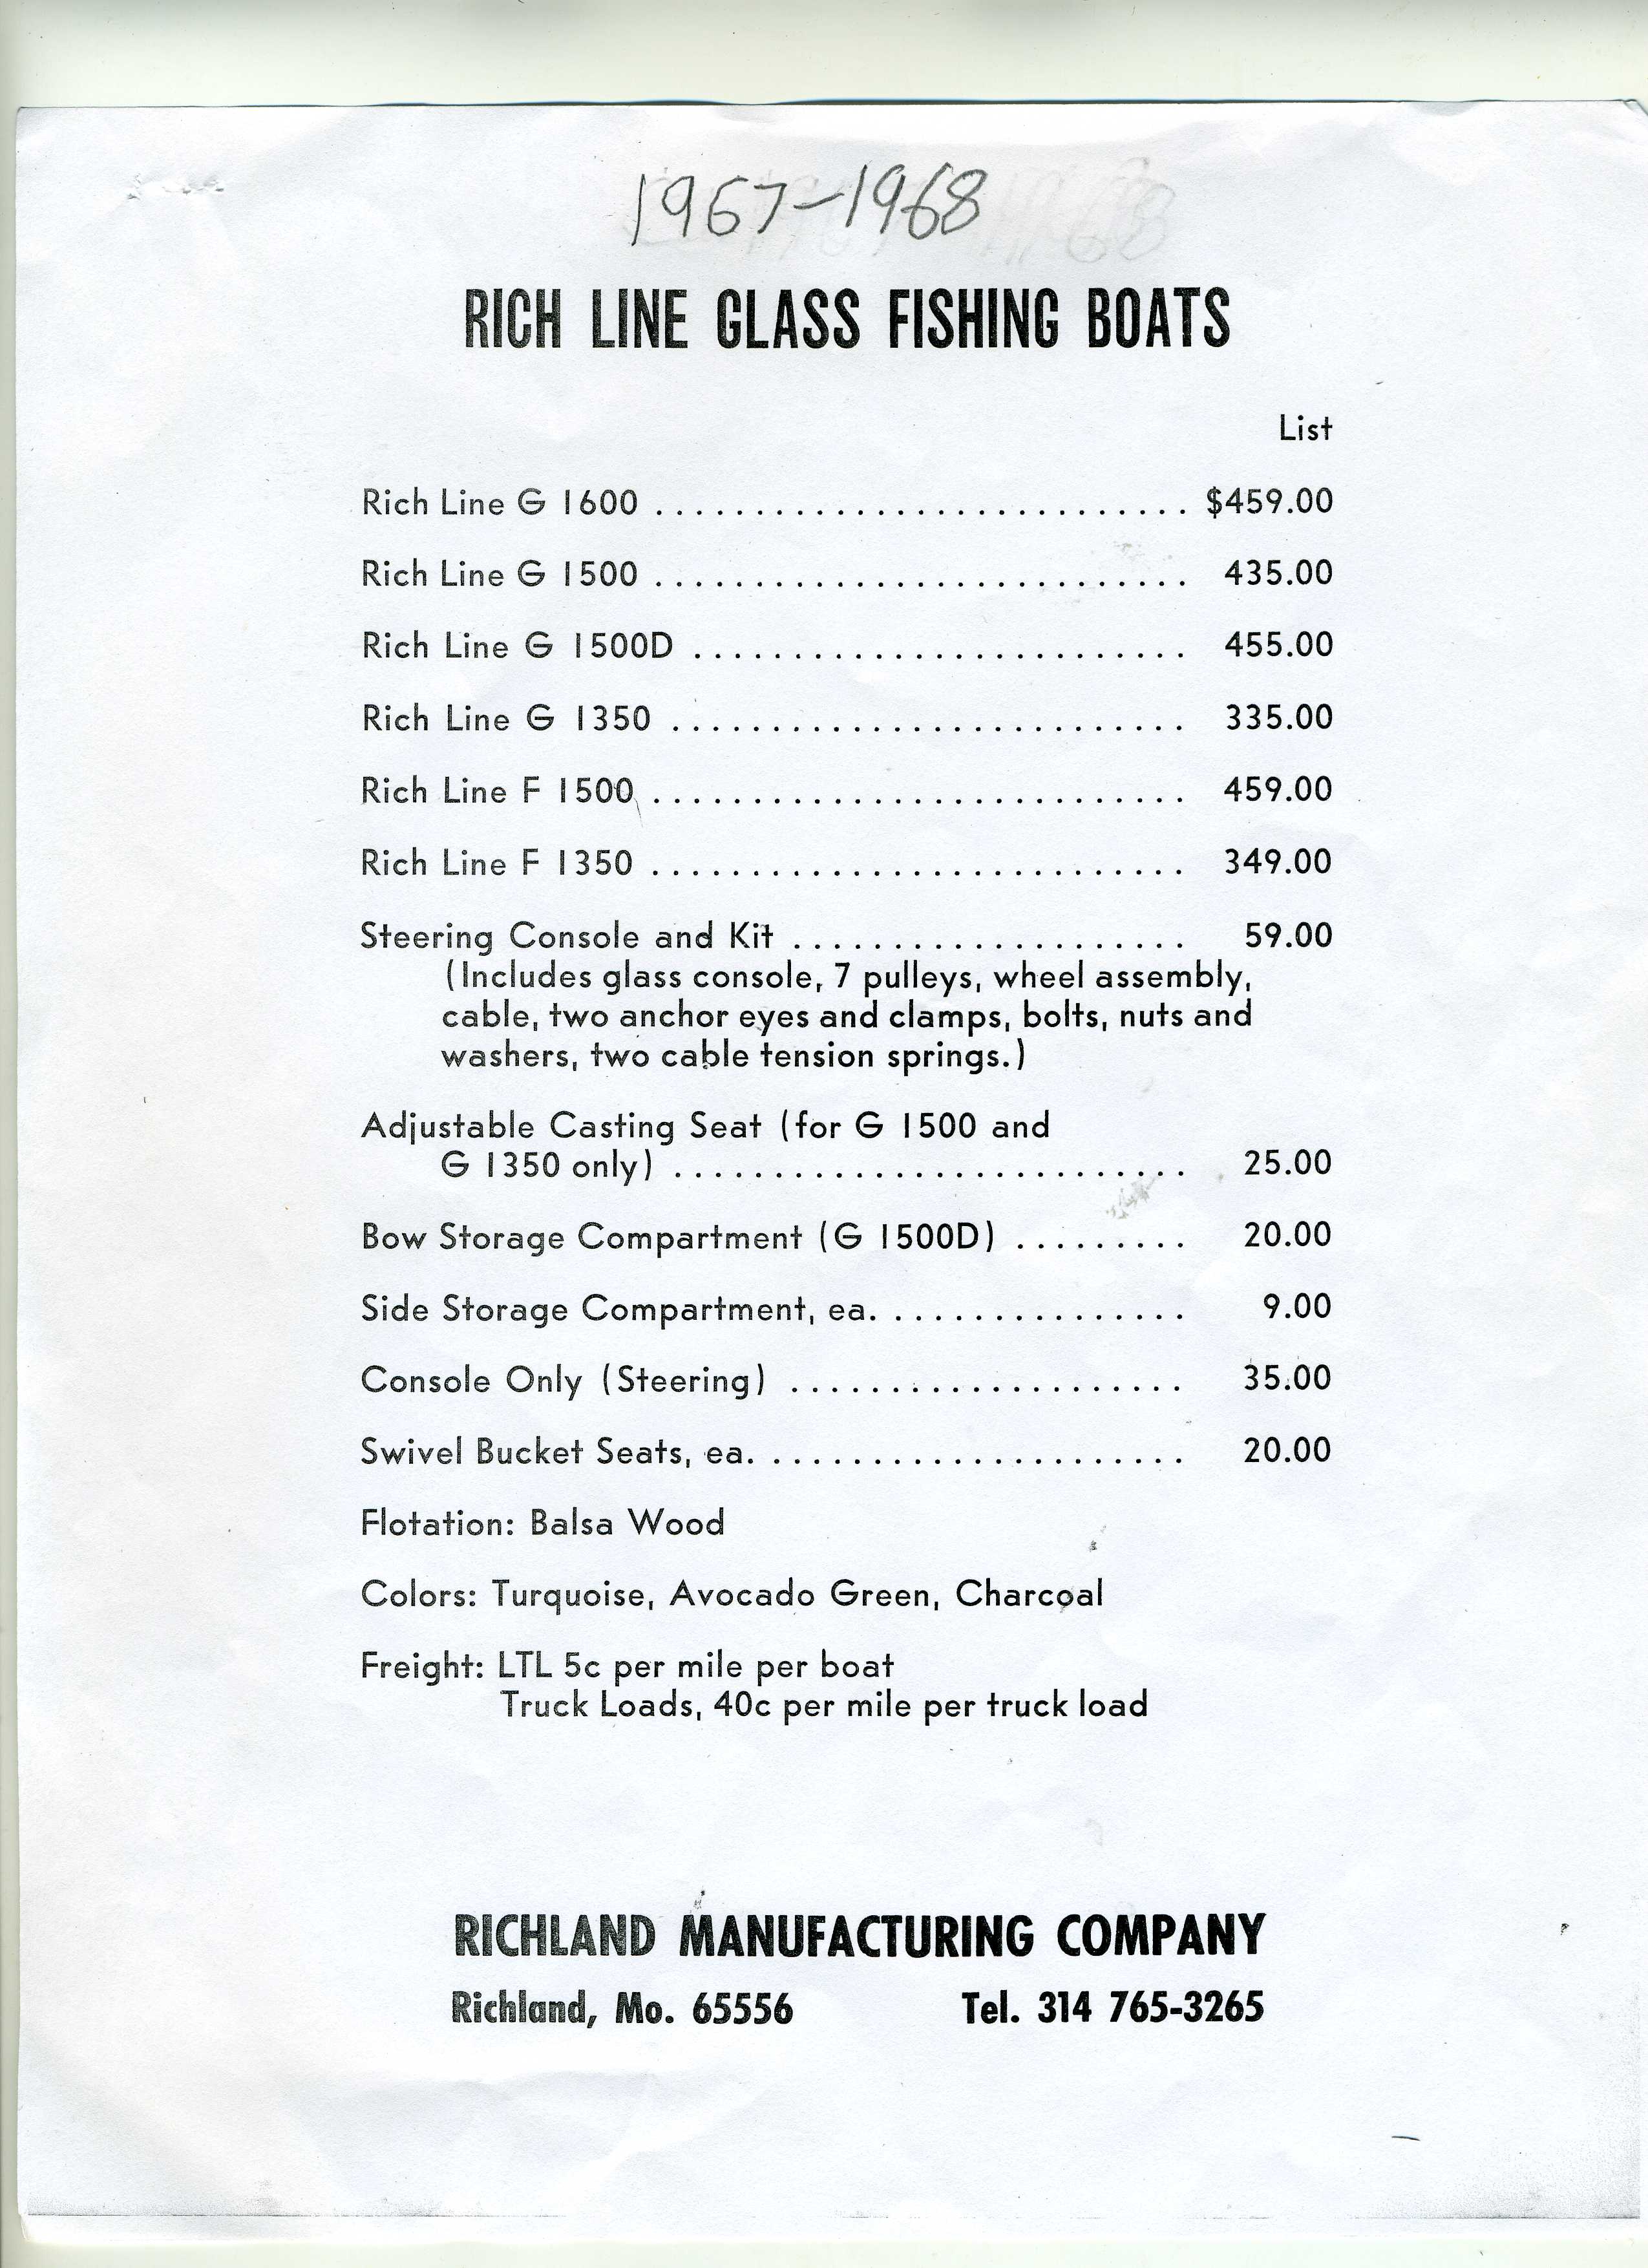 1967-1968
RICH LINE GLASS FISHING BOATS
List
Rich Line G 1600 ........................... $459.00
Rich Line G 1500 ........................... 435.00
Rich Line G 1500D ......................... 455.00
Rich Line G 1350 .......................... 335.00
Rich Line F 1500 ........................... 459.00
Rich Line F 1350 ........................... 349.00
Steering Console and Kit .................... 59.00
(Includes glass console, 7 pulleys, wheel assembly,
cable, two anchor eyes and clamps, bolts, nuts and
washers, two cable tension springs.)
Adjustable Casting Seat (for G 1500 and
G 1350 only) .......................... 25.00
Bow Storage Compartment (G 1500D) ......... 20.00
Side Storage Compartment, ea. ............... 9.00
Console Only (Steering) .................... 35.00
Swivel Bucket Seats, ea. ..................... 20.00
Flotation: Balsa Wood
Colors: Turquoise, Avocado Green, Charcoal
Freight: LTL 5c per mile per boat
Truck Loads, 40c per mile per truck load
RICHLAND MANUFACTURING COMPANY
Richland, Mo. 65556 Tel. 314 765-3265